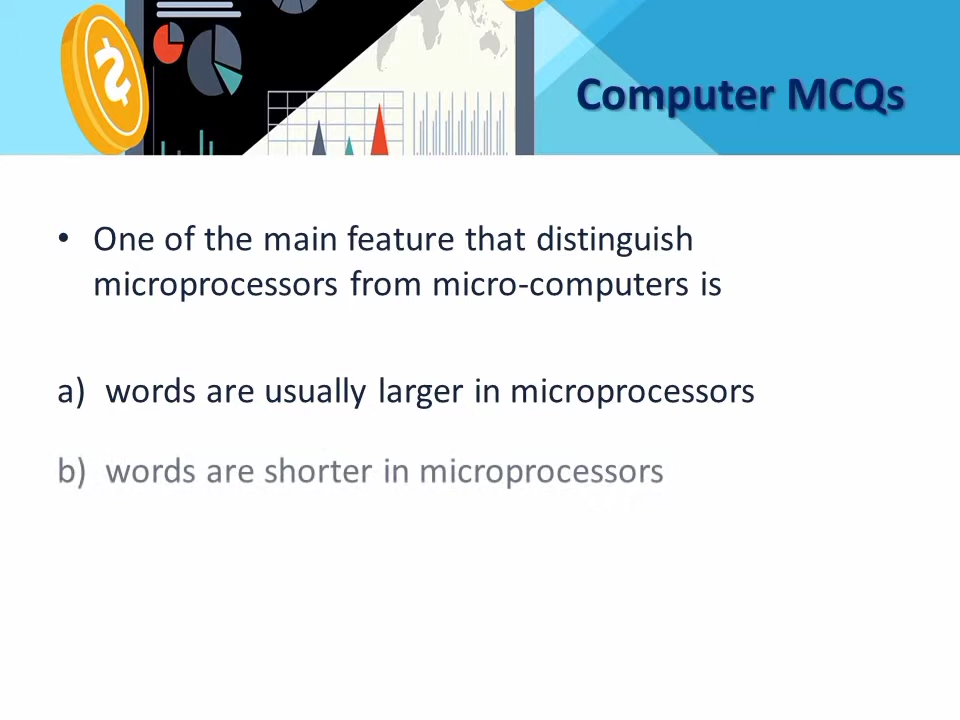 Computer MCQs
• One of the main feature that distinguish
microprocessors from micro-computers is
a) words are usually larger in microprocessors
b) words are shorter in microprocessors